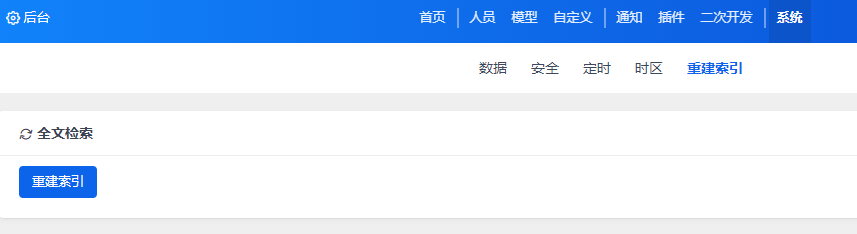 后台 首页 人员 模型 自定义 通知 插件 二次开发 系统
数据 安全 定时 时区 重建索引
全文检索
重建索引